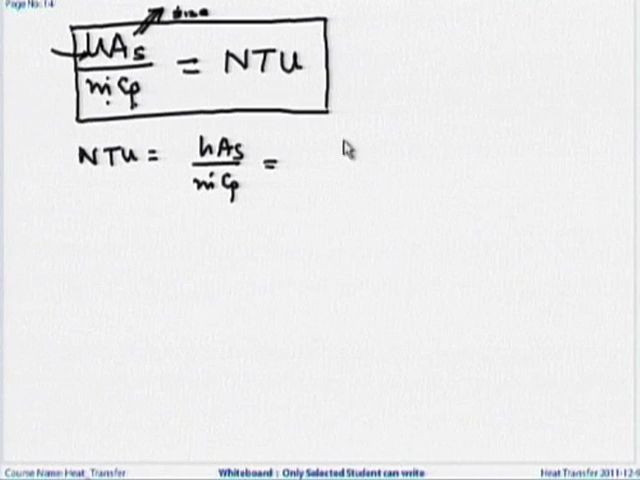 Page No: 14
size
hAs / ṁCp = NTU
NTU = hAs / ṁCp =
Course Name: Heat_Transfer
Whiteboard : Only Selected Student can write
Heat Transfer 2011-12-